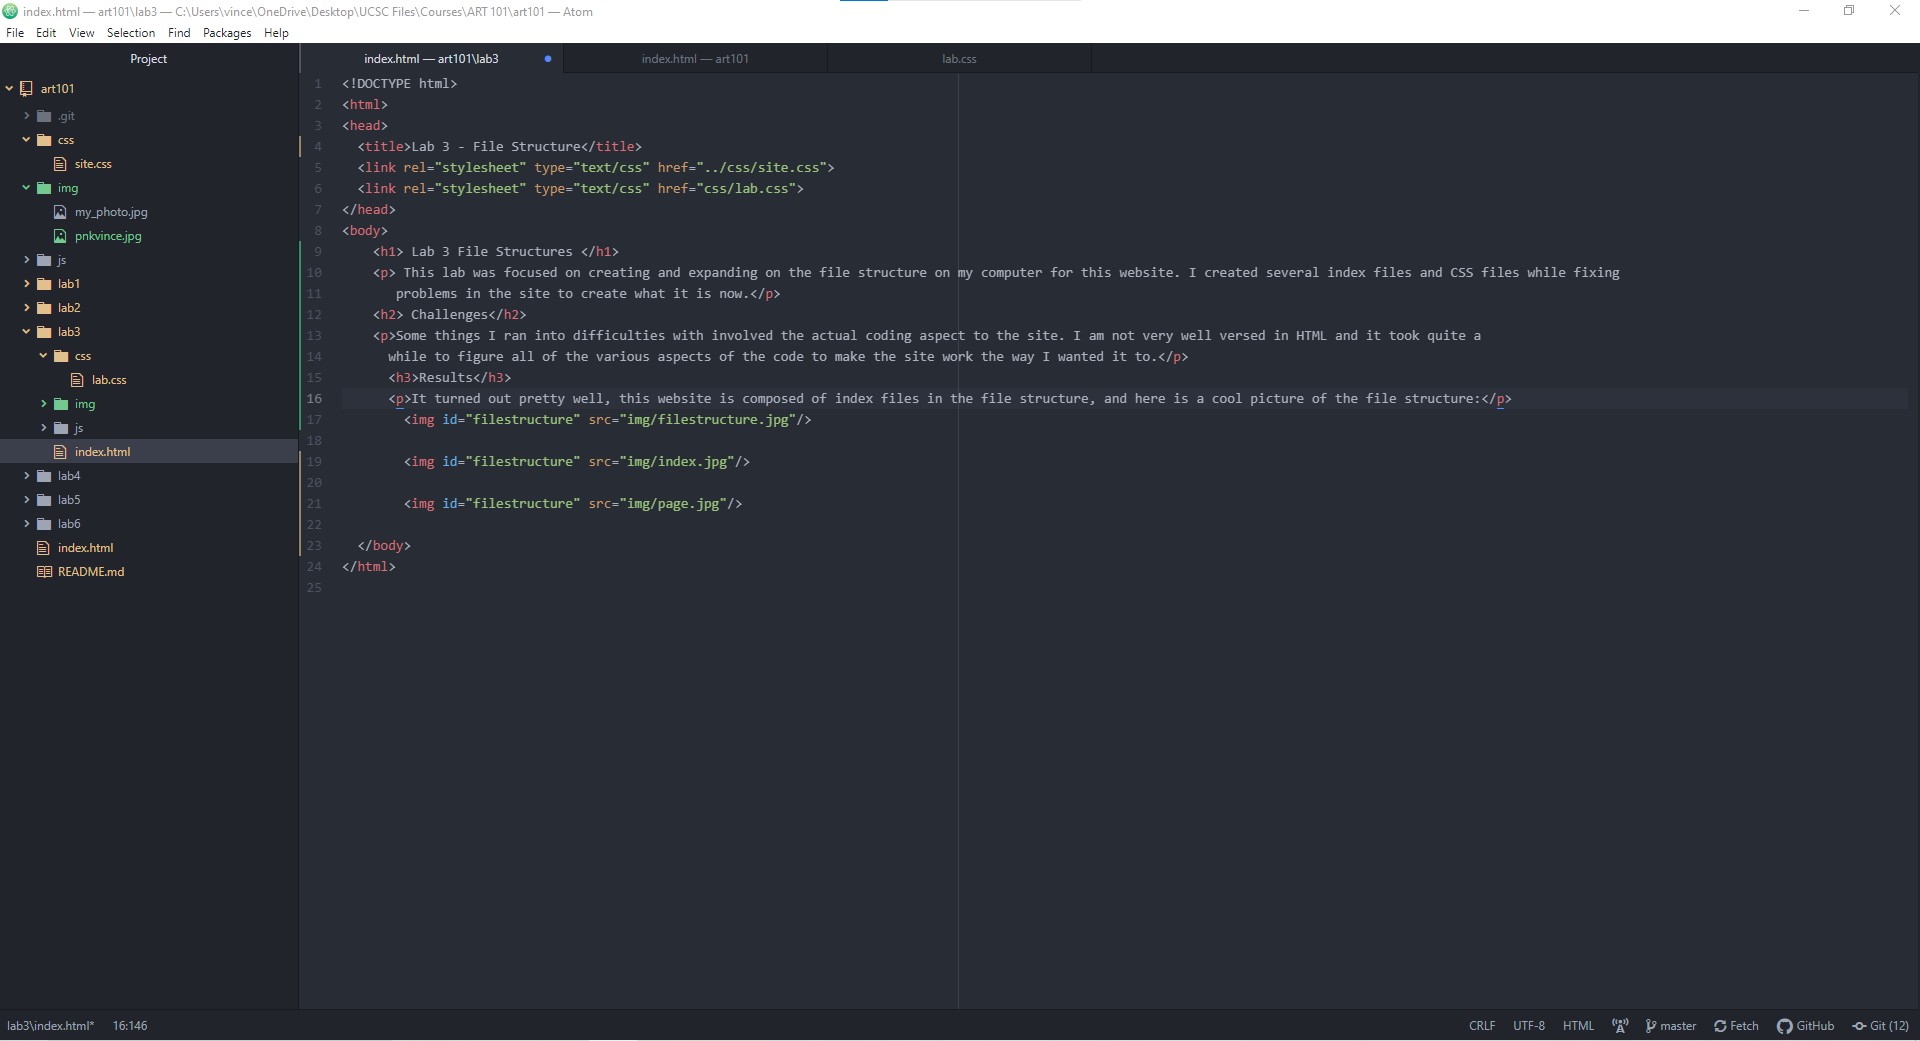 index.html — art101\lab3 — C:\Users\vince\OneDrive\Desktop\UCSC Files\Courses\ART 101\art101 — Atom
File Edit View Selection Find Packages Help
Project
art101
.git
css
site.css
img
my_photo.jpg
pnkvince.jpg
js
lab1
lab2
lab3
css
lab.css
img
js
index.html
lab4
lab5
lab6
index.html
README.md
index.html — art101\lab3 index.html — art101 lab.css
1 <!DOCTYPE html>
2 <html>
3 <head>
4 <title>Lab 3 - File Structure</title>
5 <link rel="stylesheet" type="text/css" href="../css/site.css">
6 <link rel="stylesheet" type="text/css" href="css/lab.css">
7 </head>
8 <body>
9 <h1> Lab 3 File Structures </h1>
10 <p> This lab was focused on creating and expanding on the file structure on my computer for this website. I created several index files and CSS files while fixing
11 problems in the site to create what it is now.</p>
12 <h2> Challenges</h2>
13 <p>Some things I ran into difficulties with involved the actual coding aspect to the site. I am not very well versed in HTML and it took quite a
14 while to figure all of the various aspects of the code to make the site work the way I wanted it to.</p>
15 <h3>Results</h3>
16 <p>It turned out pretty well, this website is composed of index files in the file structure, and here is a cool picture of the file structure:</p>
17 <img id="filestructure" src="img/filestructure.jpg"/>
18
19 <img id="filestructure" src="img/index.jpg"/>
20
21 <img id="filestructure" src="img/page.jpg"/>
22
23 </body>
24 </html>
25
lab3\index.html* 16:146 CRLF UTF-8 HTML master Fetch GitHub Git (12)